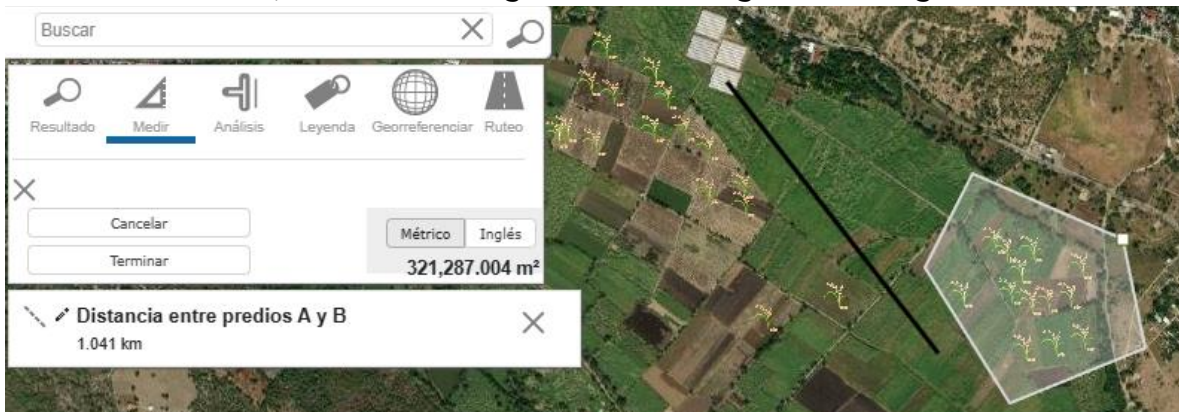 Buscar
Resultado Medir Análisis Leyenda Georreferenciar Ruteo
Cancelar
Terminar
Métrico Inglés
321,287.004 m²
Distancia entre predios A y B
1.041 km